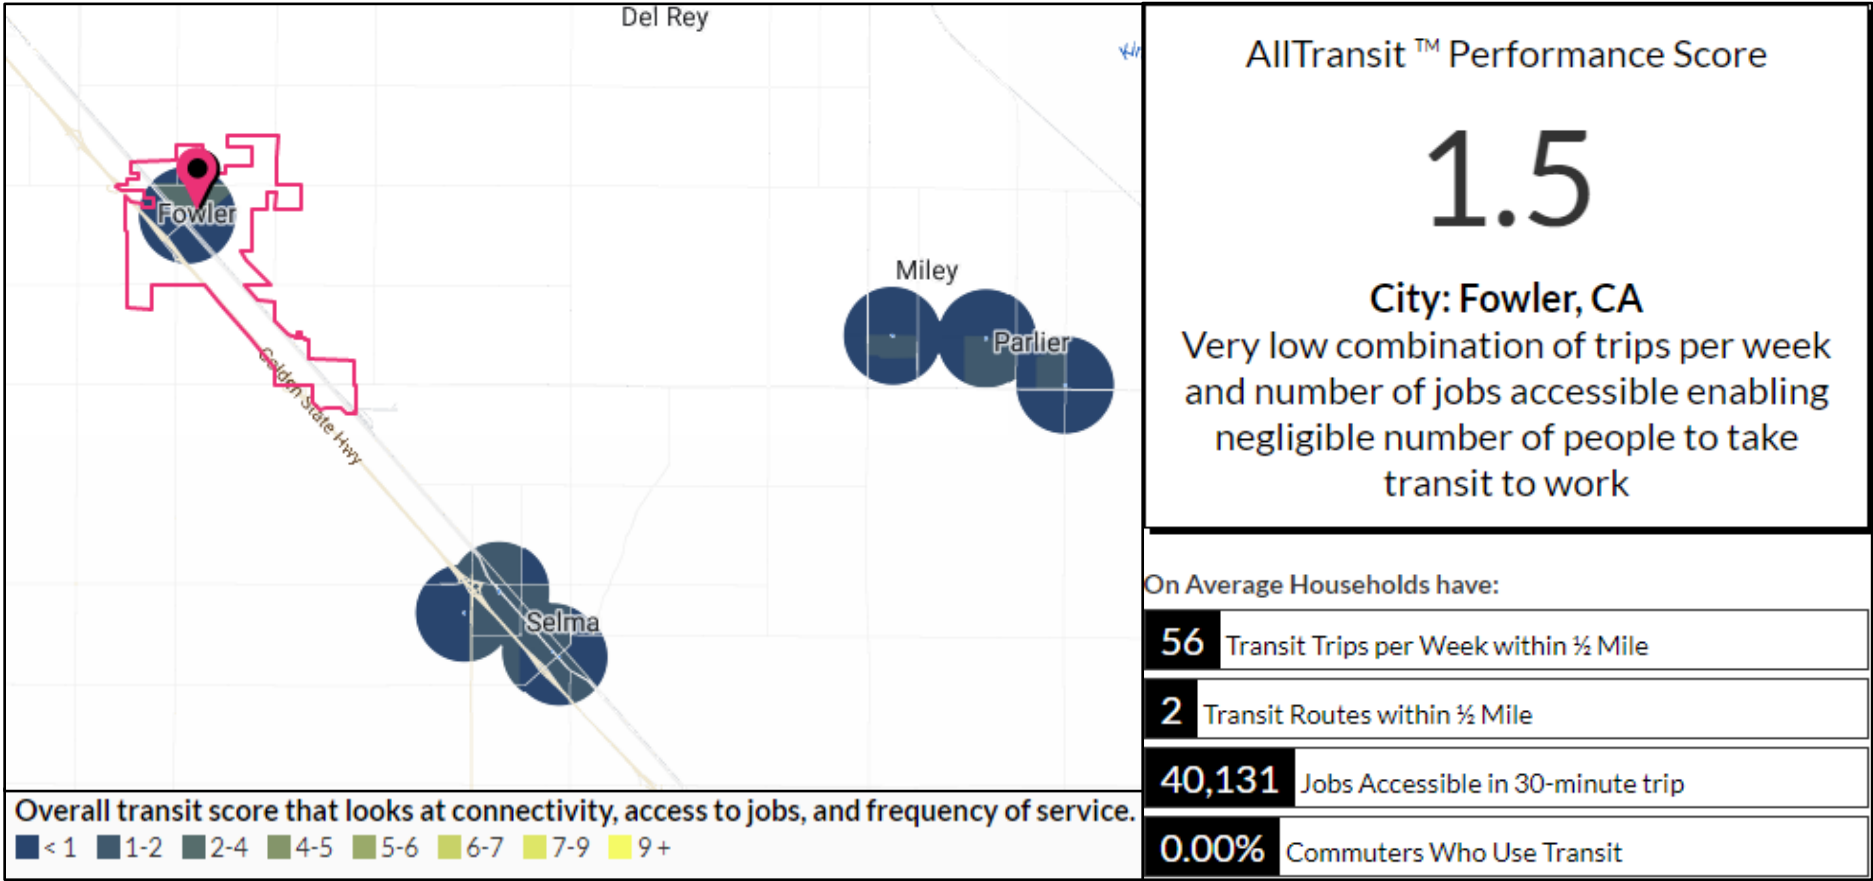 Del Rey
Fowler
Miley
Parlier
Golden State Hwy
Selma
Overall transit score that looks at connectivity, access to jobs, and frequency of service.
< 1 1-2 2-4 4-5 5-6 6-7 7-9 9 +
AllTransit ™ Performance Score
1.5
City: Fowler, CA
Very low combination of trips per week
and number of jobs accessible enabling
negligible number of people to take
transit to work
On Average Households have:
56 Transit Trips per Week within ½ Mile
2 Transit Routes within ½ Mile
40,131 Jobs Accessible in 30-minute trip
0.00% Commuters Who Use Transit